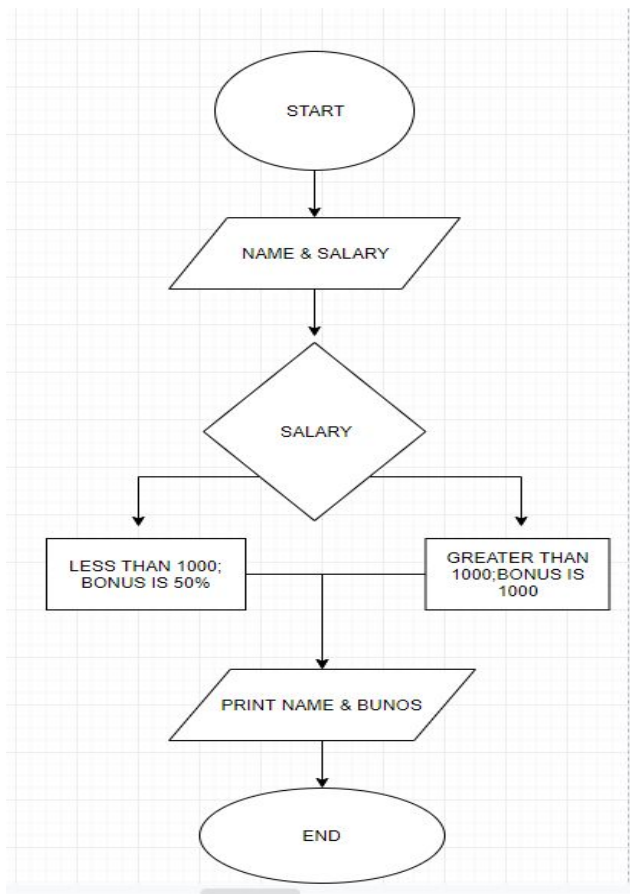 START
NAME & SALARY
SALARY
LESS THAN 1000;
BONUS IS 50%
GREATER THAN
1000;BONUS IS
1000
PRINT NAME & BUNOS
END